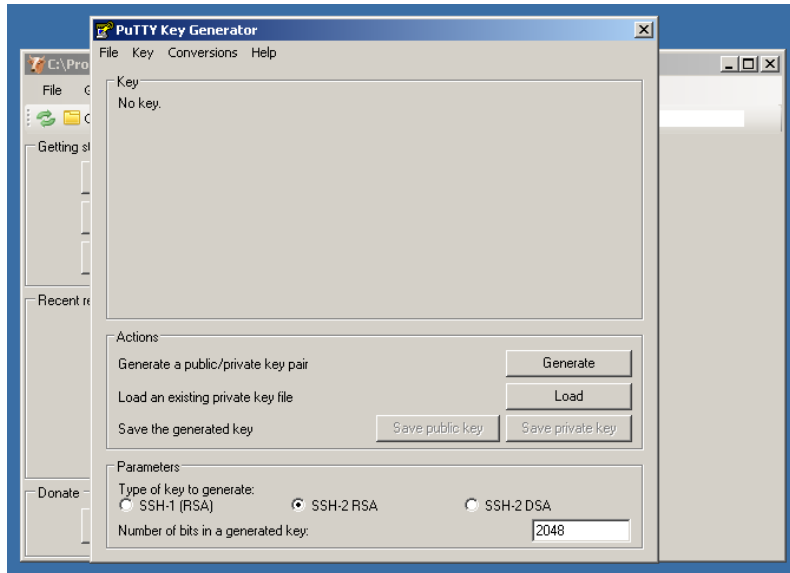 PuTTY Key Generator
File Key Conversions Help
C:\Pro
File
Getting
Recent
Donate
Key
No key.
Actions
Generate a public/private key pair
Generate
Load an existing private key file
Load
Save the generated key
Save public key
Save private key
Parameters
Type of key to generate:
SSH-1 (RSA)
SSH-2 RSA
SSH-2 DSA
Number of bits in a generated key:
2048